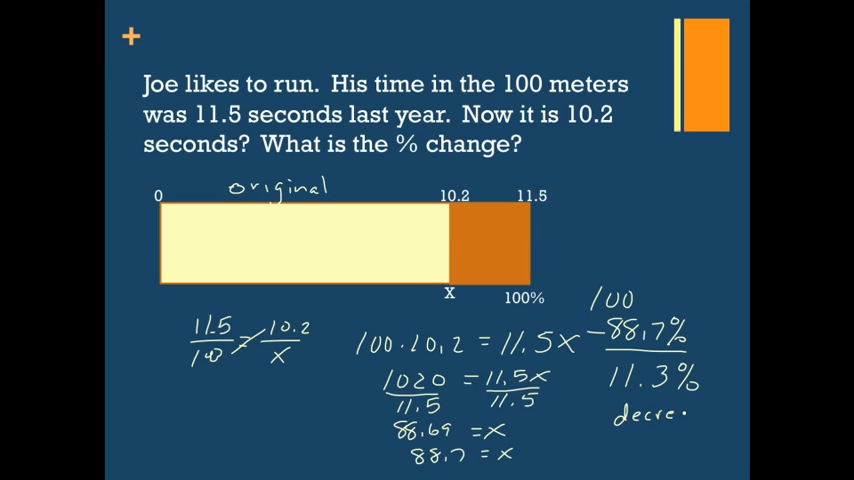 +
Joe likes to run. His time in the 100 meters
was 11.5 seconds last year. Now it is 10.2
seconds? What is the % change?
original
0 10.2 11.5
x 100%
11.5/100 = 10.2/x
100·10.2 = 11.5x
1020/11.5 = 11.5x/11.5
88.69 = x
88.7 = x
100
-88.7%
11.3%
decre